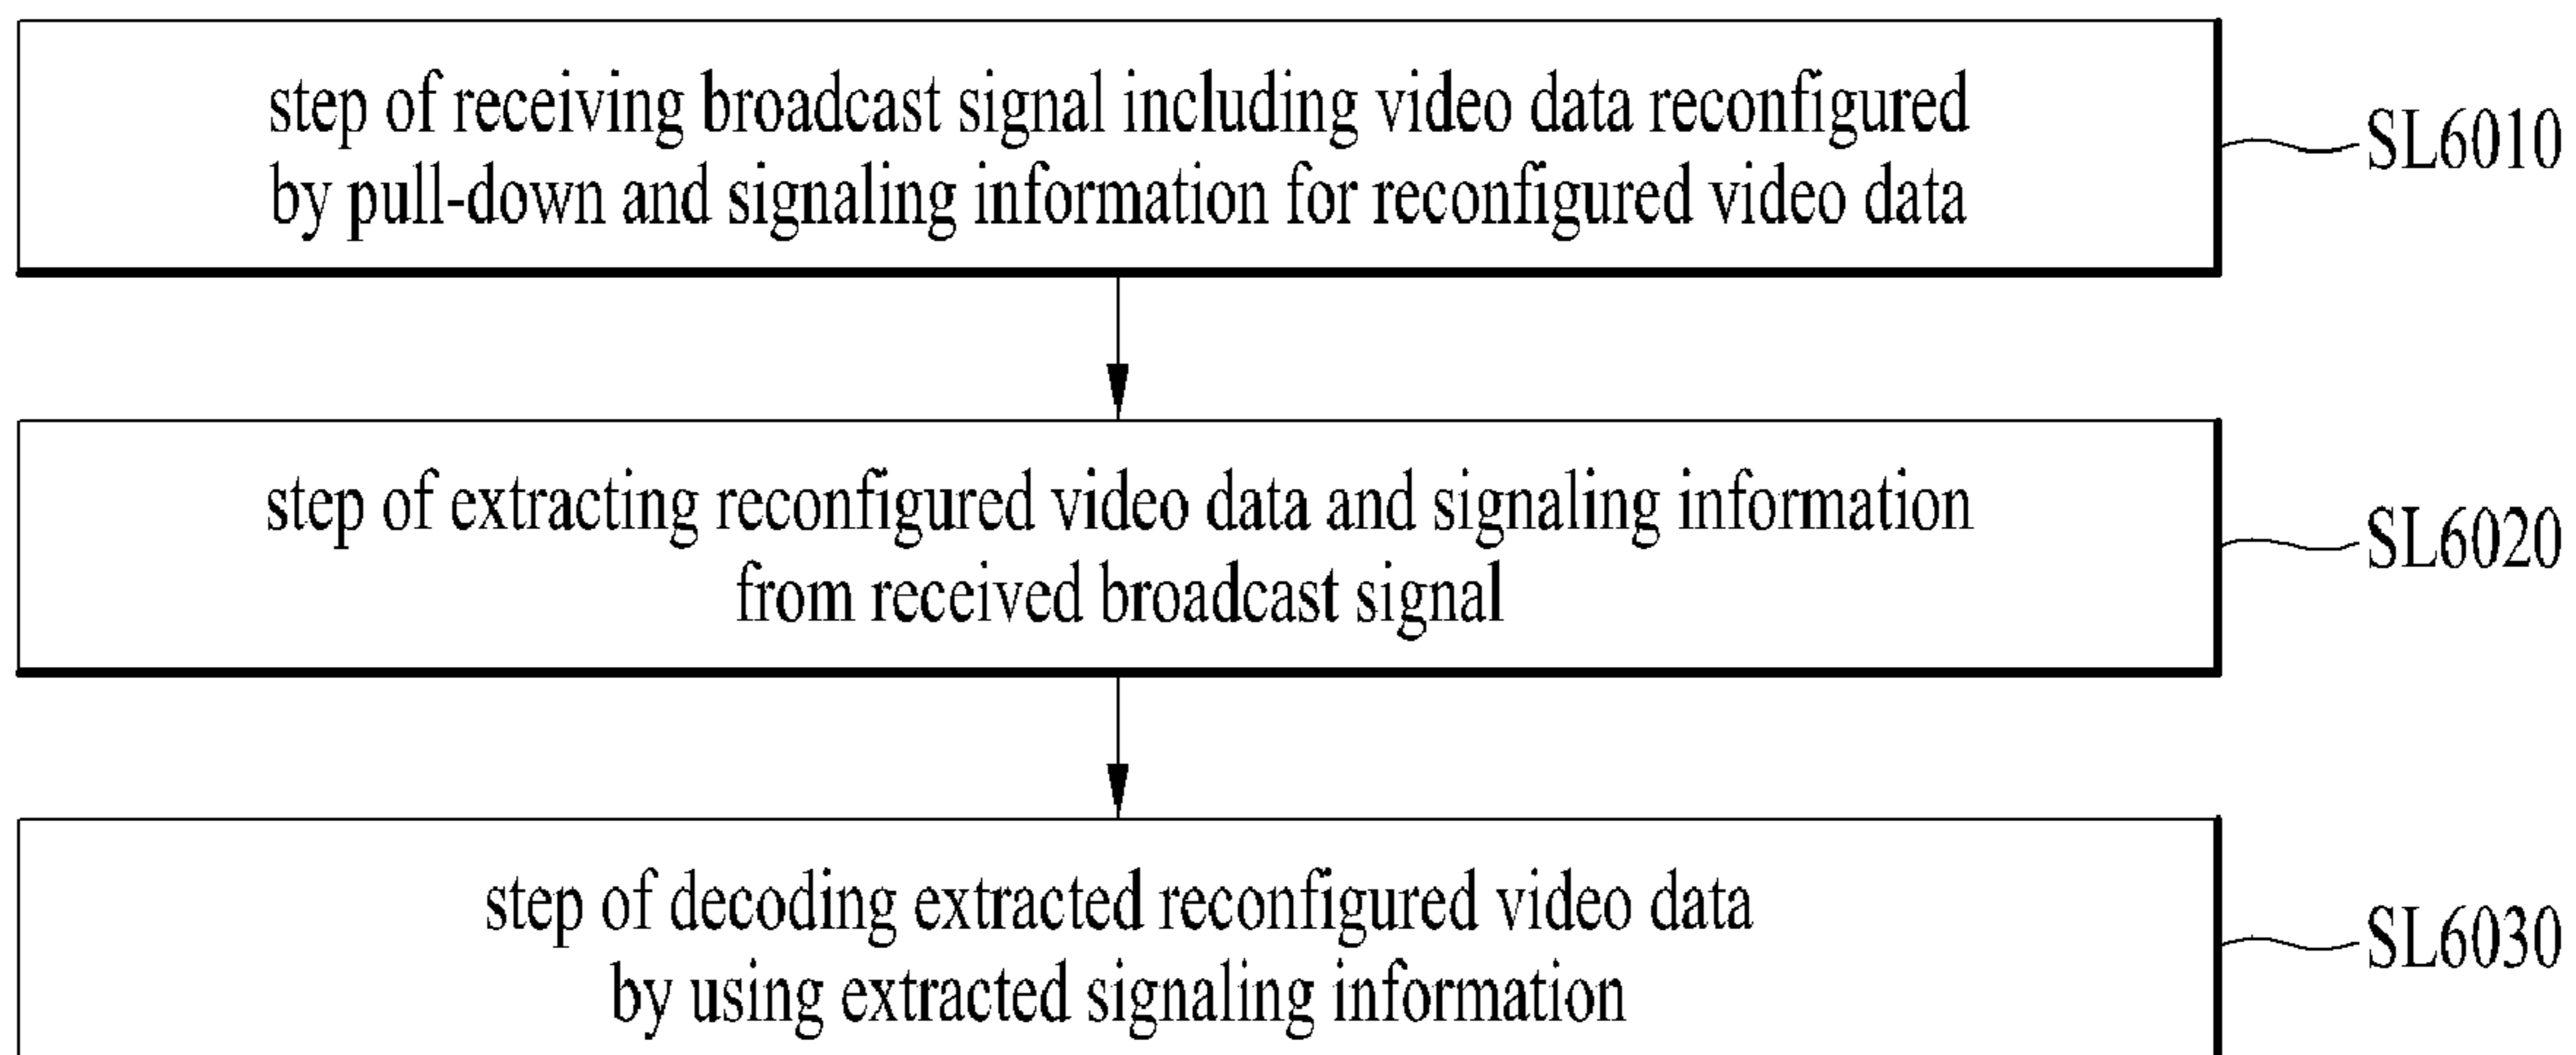 step of receiving broadcast signal including video data reconfigured
by pull-down and signaling information for reconfigured video data
SL6010
step of extracting reconfigured video data and signaling information
from received broadcast signal
SL6020
step of decoding extracted reconfigured video data
by using extracted signaling information
SL6030